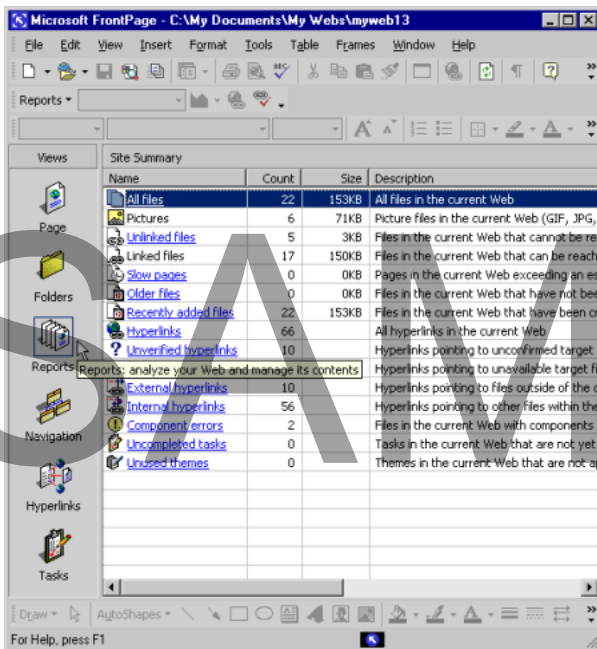 Microsoft FrontPage - C:\My Documents\My Webs\myweb13
File Edit View Insert Format Tools Table Frames Window Help
Reports
Views
Site Summary
Name Count Size Description
All files 22 153KB All files in the current Web
Pictures 6 71KB Picture files in the current Web (GIF, JPG,
Unlinked files 5 3KB Files in the current Web that cannot be re
Linked files 17 150KB Files in the current Web that can be reach
Slow pages 0 0KB Pages in the current Web exceeding an es
Older files 0 0KB Files in the current Web that have not bee
Recently added files 22 153KB Files in the current Web that have been cr
Hyperlinks 66 All hyperlinks in the current Web
Unverified hyperlinks 10 Hyperlinks pointing to unconfirmed target
Hyperlinks pointing to unavailable target fi
Reports: analyze your Web and manage its contents
External hyperlinks 10 Hyperlinks pointing to files outside of the c
Internal hyperlinks 56 Hyperlinks pointing to other files within the
Component errors 2 Files in the current Web with components
Uncompleted tasks 0 Tasks in the current Web that are not yet
Unused themes 0 Themes in the current Web that are not ap
Page
Folders
Reports
Navigation
Hyperlinks
Tasks
Draw AutoShapes
For Help, press F1
SAM